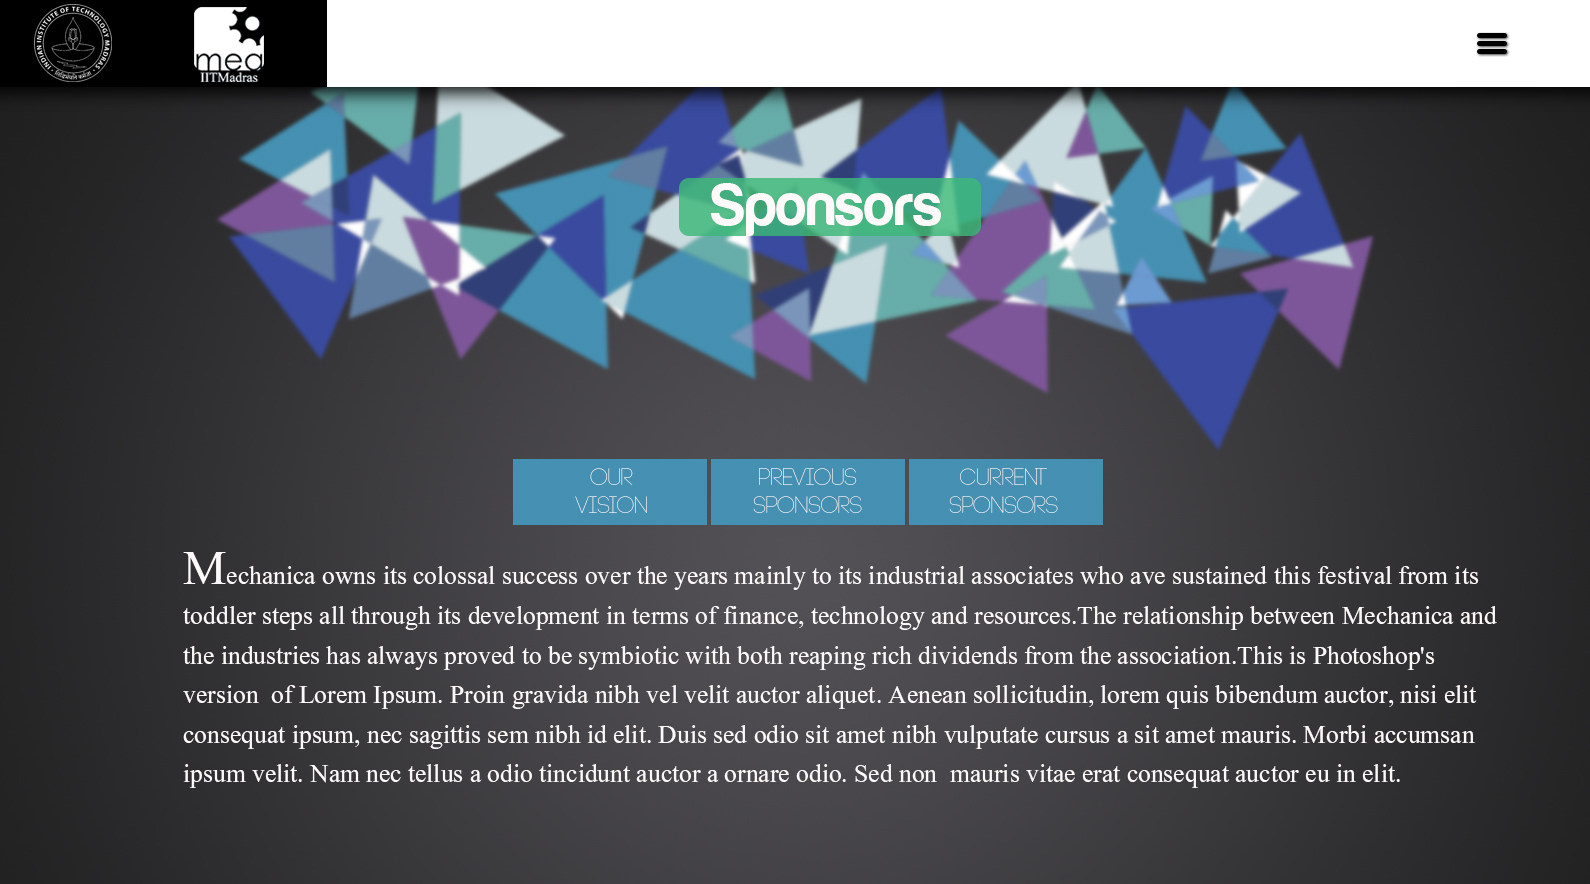 INDIAN INSTITUTE OF TECHNOLOGY MADRAS
mea
IITMadras
Sponsors
OUR
VISION
PREVIOUS
SPONSORS
CURRENT
SPONSORS
Mechanica owns its colossal success over the years mainly to its industrial associates who ave sustained this festival from its
toddler steps all through its development in terms of finance, technology and resources.The relationship between Mechanica and
the industries has always proved to be symbiotic with both reaping rich dividends from the association.This is Photoshop's
version  of Lorem Ipsum. Proin gravida nibh vel velit auctor aliquet. Aenean sollicitudin, lorem quis bibendum auctor, nisi elit
consequat ipsum, nec sagittis sem nibh id elit. Duis sed odio sit amet nibh vulputate cursus a sit amet mauris. Morbi accumsan
ipsum velit. Nam nec tellus a odio tincidunt auctor a ornare odio. Sed non  mauris vitae erat consequat auctor eu in elit.